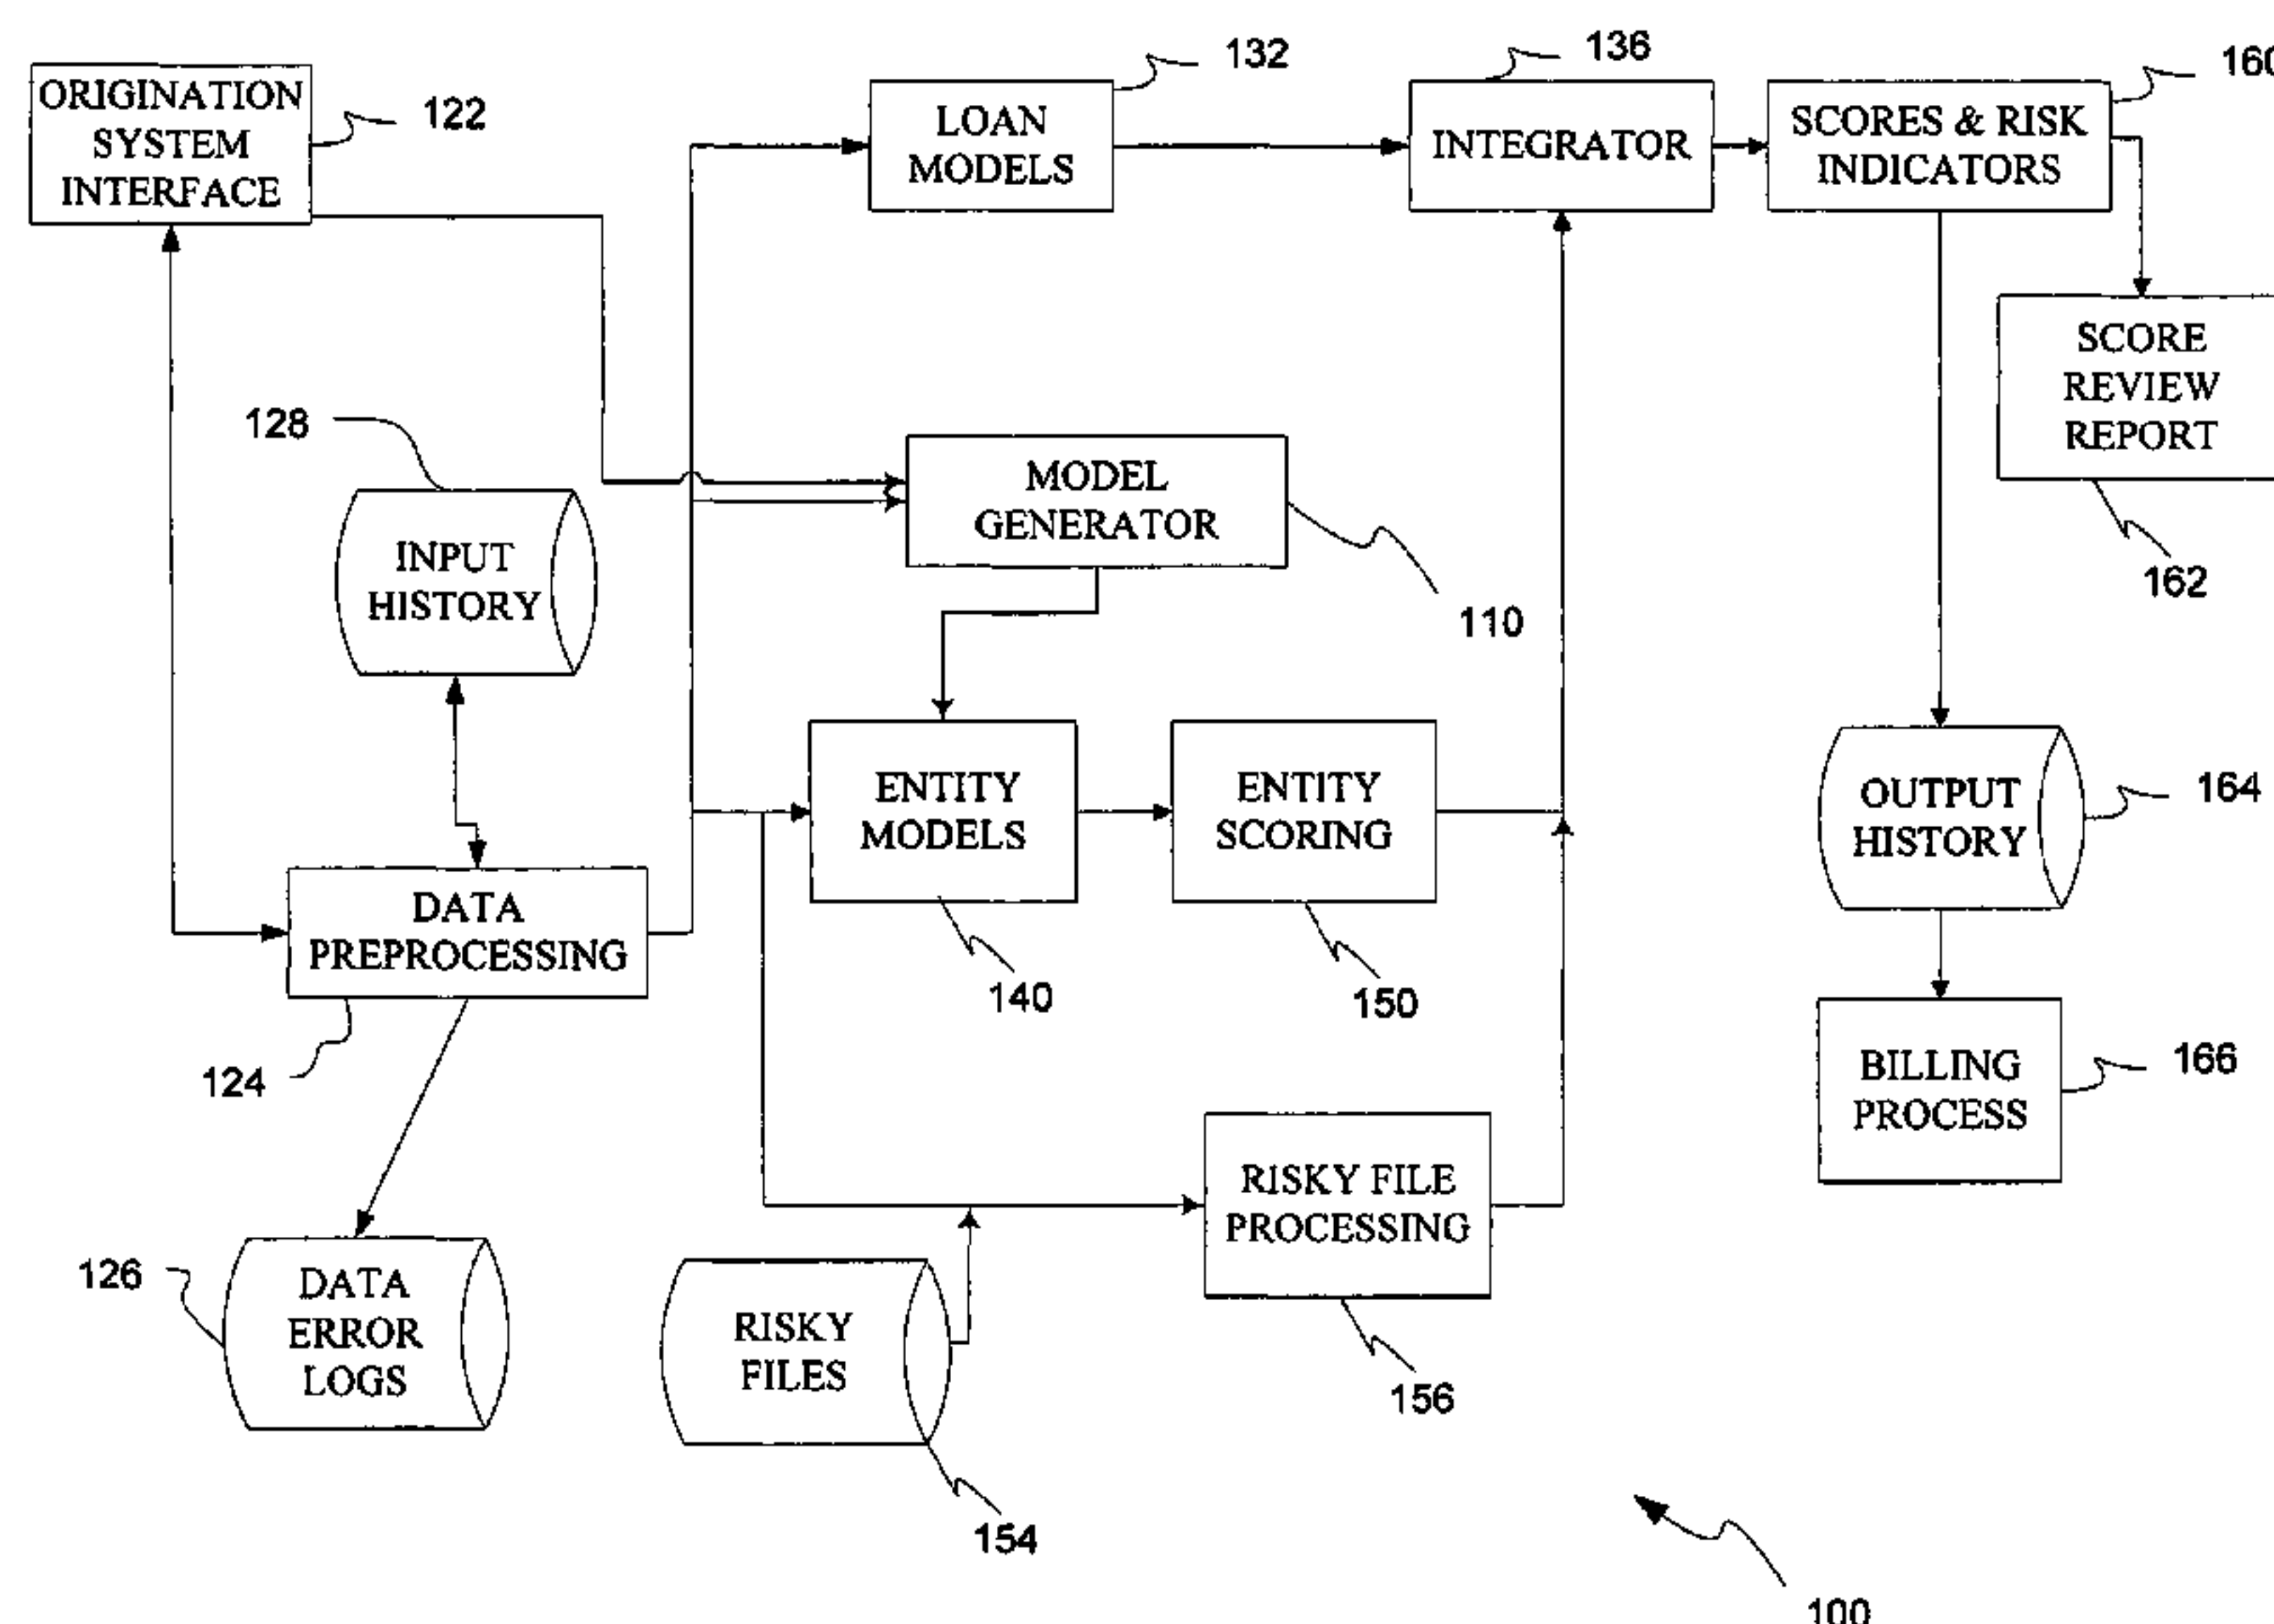 ORIGINATION
SYSTEM
INTERFACE
122
LOAN
MODELS
132
INTEGRATOR
136
SCORES & RISK
INDICATORS
160
SCORE
REVIEW
REPORT
162
128
INPUT
HISTORY
MODEL
GENERATOR
110
ENTITY
MODELS
140
ENTITY
SCORING
150
OUTPUT
HISTORY
164
DATA
PREPROCESSING
124
BILLING
PROCESS
166
RISKY FILE
PROCESSING
156
126
DATA
ERROR
LOGS
RISKY
FILES
154
100